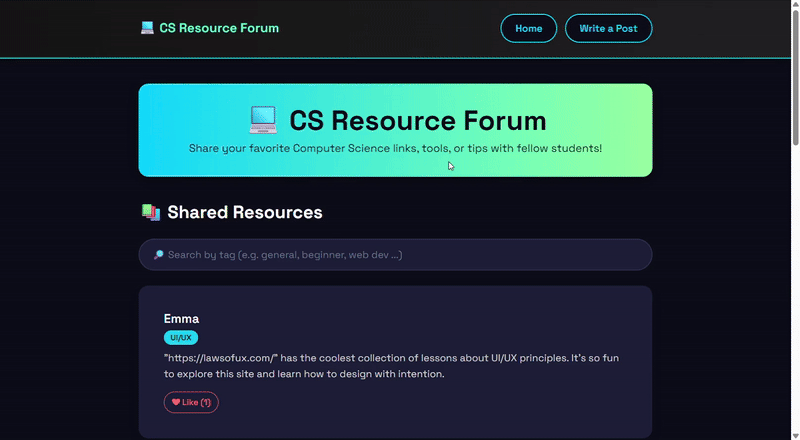 CS Resource Forum
Home
Write a Post
CS Resource Forum
Share your favorite Computer Science links, tools, or tips with fellow students!
Shared Resources
Search by tag (e.g. general, beginner, web dev ...)
Emma
UI/UX
"https://lawsofux.com/" has the coolest collection of lessons about UI/UX principles. It's so fun
to explore this site and learn how to design with intention.
Like (1)